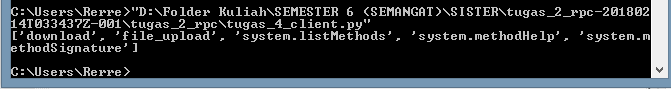 C:\Users\Rerre>"D:\Folder Kuliah\SEMESTER 6 (SEMANGAT)\SISTER\tugas_2_rpc-201802
14T033437Z-001\tugas_2_rpc\tugas_4_client.py"
['download', 'file_upload', 'system.listMethods', 'system.methodHelp', 'system.m
ethodSignature']
C:\Users\Rerre>